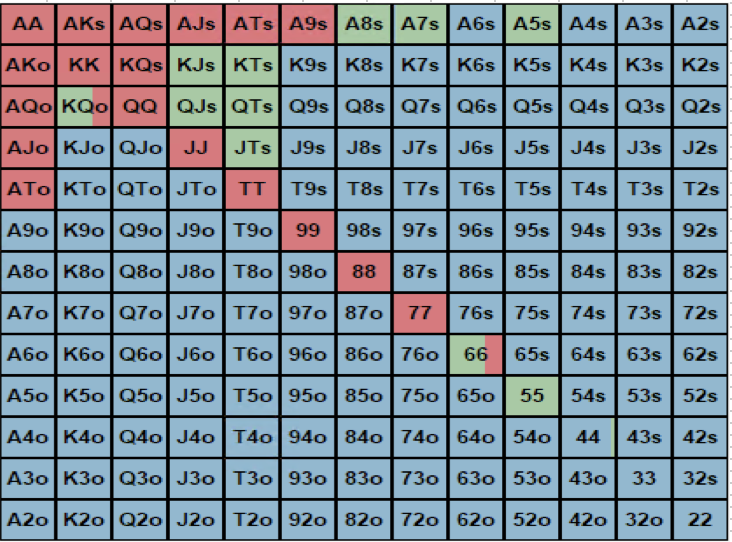 AA AKs AQs AJs ATs A9s A8s A7s A6s A5s A4s A3s A2s
AKo KK KQs KJs KTs K9s K8s K7s K6s K5s K4s K3s K2s
AQo KQo QQ QJs QTs Q9s Q8s Q7s Q6s Q5s Q4s Q3s Q2s
AJo KJo QJo JJ JTs J9s J8s J7s J6s J5s J4s J3s J2s
ATo KTo QTo JTo TT T9s T8s T7s T6s T5s T4s T3s T2s
A9o K9o Q9o J9o T9o 99 98s 97s 96s 95s 94s 93s 92s
A8o K8o Q8o J8o T8o 98o 88 87s 86s 85s 84s 83s 82s
A7o K7o Q7o J7o T7o 97o 87o 77 76s 75s 74s 73s 72s
A6o K6o Q6o J6o T6o 96o 86o 76o 66 65s 64s 63s 62s
A5o K5o Q5o J5o T5o 95o 85o 75o 65o 55 54s 53s 52s
A4o K4o Q4o J4o T4o 94o 84o 74o 64o 54o 44 43s 42s
A3o K3o Q3o J3o T3o 93o 83o 73o 63o 53o 43o 33 32s
A2o K2o Q2o J2o T2o 92o 82o 72o 62o 52o 42o 32o 22